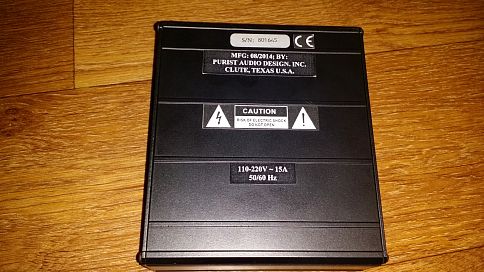 S/N: 801645
CE
MFG: 08/2014; BY:
PURIST AUDIO DESIGN. INC.
CLUTE, TEXAS U.S.A.
CAUTION
RISK OF ELECTRIC SHOCK
DO NOT OPEN
110-220V ~ 15A
50/60 Hz